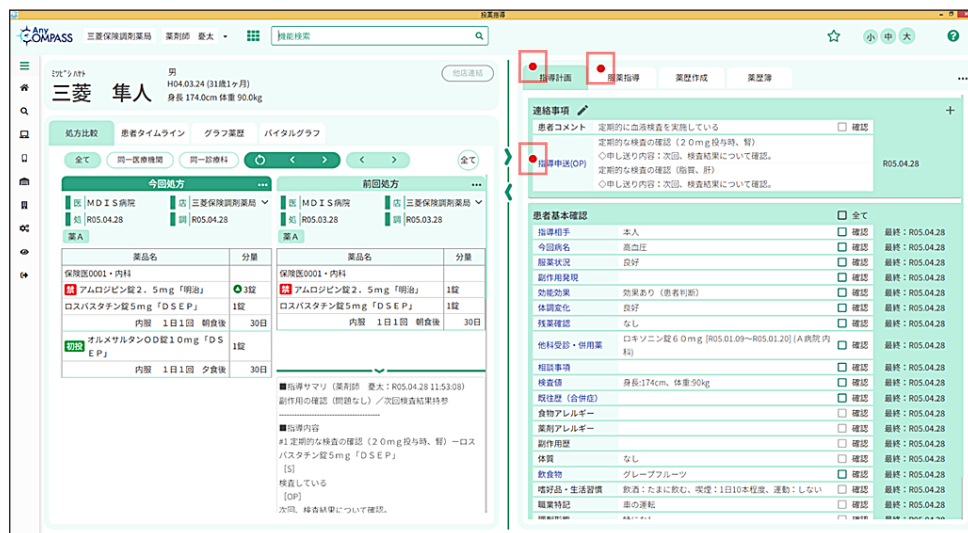 投薬指導
Any COMPASS 三菱保険調剤薬局 薬剤師 憂太 機能検索 小 中 大
ﾐﾂﾋﾞｼ ﾊﾔﾄ
三菱 隼人
男
H04.03.24 (31歳1ヶ月)
身長 174.0cm 体重 90.0kg
他店連結
処方比較 患者タイムライン グラフ薬歴 バイタルグラフ
全て 同一医療機関 同一診療科 全て
今回処方 ...
医 MDIS病院 店 三菱保険調剤薬局
処 R05.04.28 調 R05.04.28
薬A
薬品名 分量
保険医0001・内科
禁 アムロジピン錠2.5mg「明治」 3錠
ロスバスタチン錠5mg「DSEP」 1錠
内服 1日1回 朝食後 30日
初投 オルメサルタンOD錠10mg「DS
EP」 1錠
内服 1日1回 夕食後 30日
前回処方 ...
医 MDIS病院 店 三菱保険調剤薬局
処 R05.03.28 調 R05.03.28
薬A
薬品名 分量
保険医0001・内科
禁 アムロジピン錠2.5mg「明治」 1錠
ロスバスタチン錠5mg「DSEP」 1錠
内服 1日1回 朝食後 30日
■指導サマリ(薬剤師 憂太:R05.04.28 11:53:08)
副作用の確認(問題なし)/次回検査結果持参
----------------------------------------
■指導内容
#1 定期的な検査の確認(20mg投与時、腎)ーロス
バスタチン錠5mg「DSEP」
[S]
検査している
[OP]
次回、検査結果について確認。
指導計画 服薬指導 薬歴作成 薬歴簿 ...
連絡事項
患者コメント 定期的に血液検査を実施している 確認
指導申送(OP) 定期的な検査の確認(20mg投与時、腎)
◇申し送り内容:次回、検査結果について確認。
定期的な検査の確認(脂質、肝)
◇申し送り内容:次回、検査結果について確認。
R05.04.28
患者基本確認 全て
指導相手 本人 確認 最終:R05.04.28
今回病名 高血圧 確認 最終:R05.04.28
服薬状況 良好 確認 最終:R05.04.28
副作用発現 確認 最終:R05.04.28
効能効果 効果あり(患者判断) 確認 最終:R05.04.28
体調変化 良好 確認 最終:R05.04.28
残薬確認 なし 確認 最終:R05.04.28
他科受診・併用薬 ロキソニン錠60mg [R05.01.09~R05.01.20] (A病院 内
科) 確認 最終:R05.04.28
相談事項 確認 最終:R05.04.28
検査値 身長:174cm、体重:90kg 確認 最終:R05.04.28
既往歴(合併症) 確認 最終:R05.04.28
食物アレルギー 確認 最終:R05.04.28
薬剤アレルギー 確認 最終:R05.04.28
副作用歴 確認 最終:R05.04.28
体質 なし 確認 最終:R05.04.28
飲食物 グレープフルーツ 確認 最終:R05.04.28
嗜好品・生活習慣 飲酒:たまに飲む、喫煙:1日10本程度、運動:しない 確認 最終:R05.04.28
職業特記 車の運転 確認 最終:R05.04.28